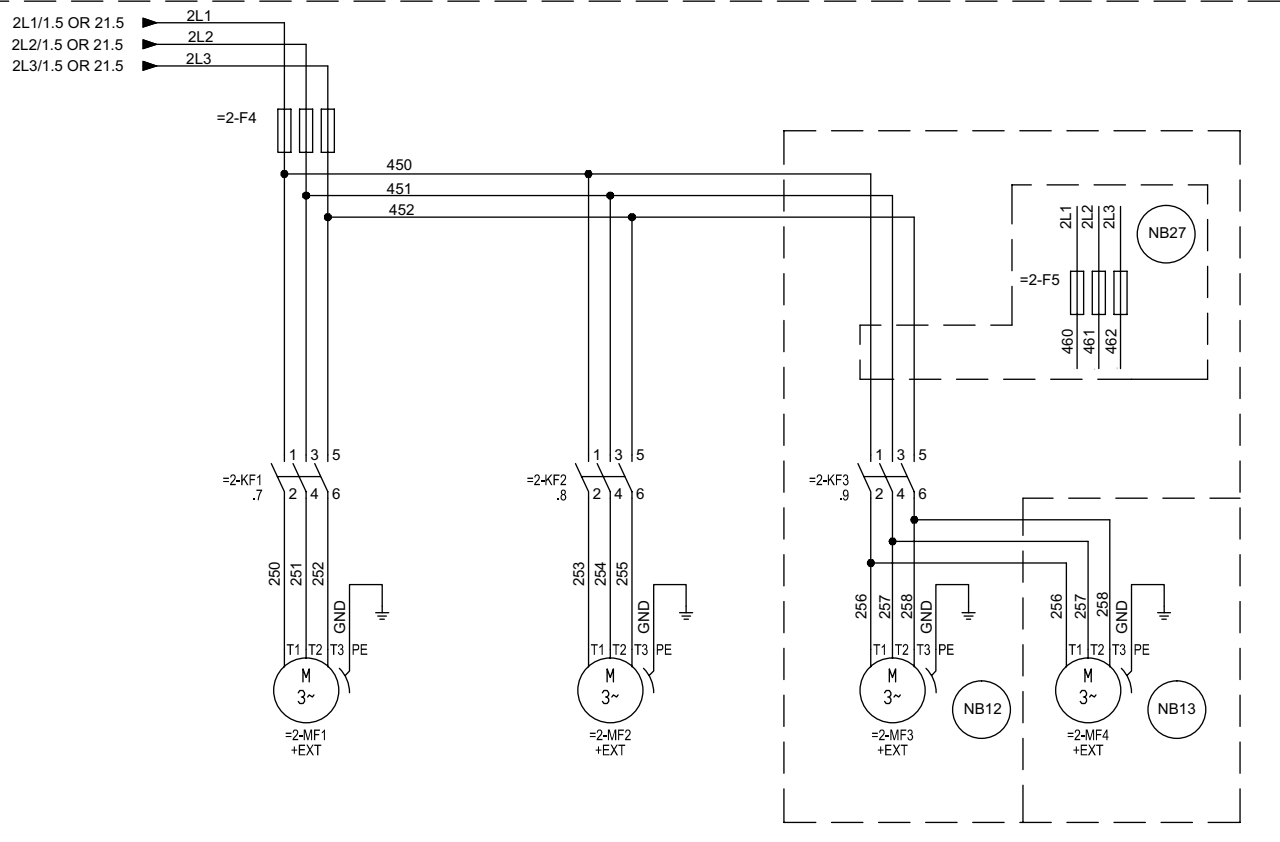 2L1/1.5 OR 21.5 2L1
2L2/1.5 OR 21.5 2L2
2L3/1.5 OR 21.5 2L3
=2-F4
450
451
452
2L1 2L2 2L3
NB27
=2-F5
460 461 462
1 3 5
=2-KF1
.7
2 4 6
1 3 5
=2-KF2
.8
2 4 6
1 3 5
=2-KF3
.9
2 4 6
250 251 252 GND
253 254 255 GND
256 257 258 GND
256 257 258 GND
T1 T2 T3 PE
T1 T2 T3 PE
T1 T2 T3 PE
T1 T2 T3 PE
M
3~
M
3~
M
3~
M
3~
NB12
NB13
=2-MF1
+EXT
=2-MF2
+EXT
=2-MF3
+EXT
=2-MF4
+EXT